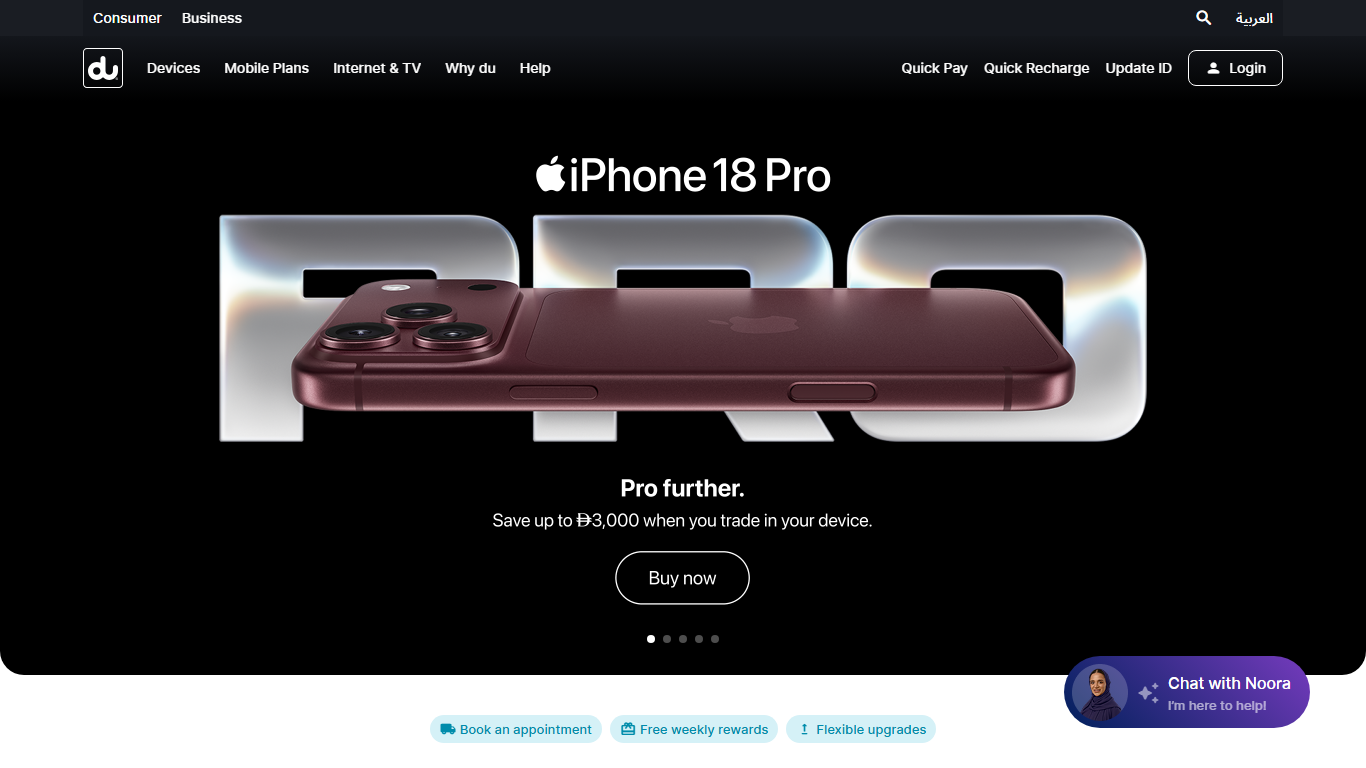 Consumer Business العربية
du Devices Mobile Plans Internet & TV Why du Help Quick Pay Quick Recharge Update ID Login
iPhone 18 Pro
PRO
Pro further.
Save up to 3,000 when you trade in your device.
Buy now
Chat with Noora
I'm here to help!
Book an appointment Free weekly rewards Flexible upgrades